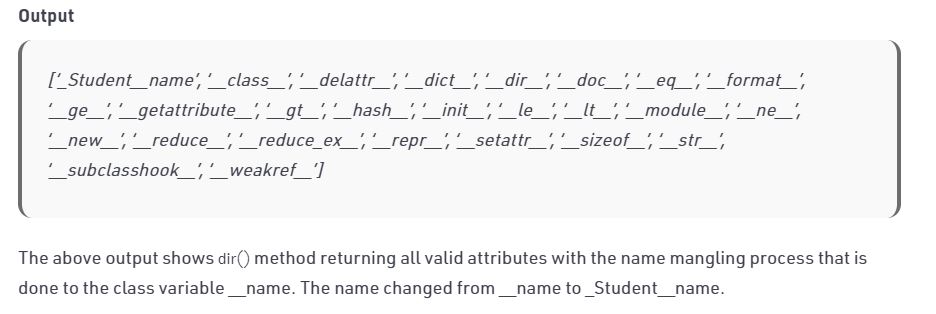 Output
[‘_Student__name’, ‘__class__’, ‘__delattr__’, ‘__dict__’, ‘__dir__’, ‘__doc__’, ‘__eq__’, ‘__format__’,
‘__ge__’, ‘__getattribute__’, ‘__gt__’, ‘__hash__’, ‘__init__’, ‘__le__’, ‘__lt__’, ‘__module__’, ‘__ne__’,
‘__new__’, ‘__reduce__’, ‘__reduce_ex__’, ‘__repr__’, ‘__setattr__’, ‘__sizeof__’, ‘__str__’,
‘__subclasshook__’, ‘__weakref__’]
The above output shows dir() method returning all valid attributes with the name mangling process that is
done to the class variable __name. The name changed from __name to _Student__name.